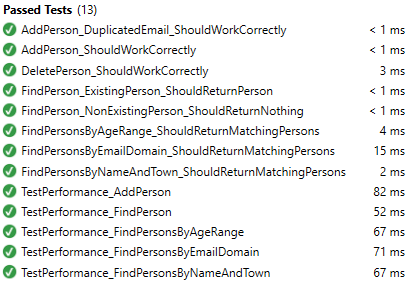 Passed Tests (13)
AddPerson_DuplicatedEmail_ShouldWorkCorrectly < 1 ms
AddPerson_ShouldWorkCorrectly < 1 ms
DeletePerson_ShouldWorkCorrectly 3 ms
FindPerson_ExistingPerson_ShouldReturnPerson < 1 ms
FindPerson_NonExistingPerson_ShouldReturnNothing < 1 ms
FindPersonsByAgeRange_ShouldReturnMatchingPersons 4 ms
FindPersonsByEmailDomain_ShouldReturnMatchingPersons 15 ms
FindPersonsByNameAndTown_ShouldReturnMatchingPersons 2 ms
TestPerformance_AddPerson 82 ms
TestPerformance_FindPerson 52 ms
TestPerformance_FindPersonsByAgeRange 67 ms
TestPerformance_FindPersonsByEmailDomain 71 ms
TestPerformance_FindPersonsByNameAndTown 67 ms